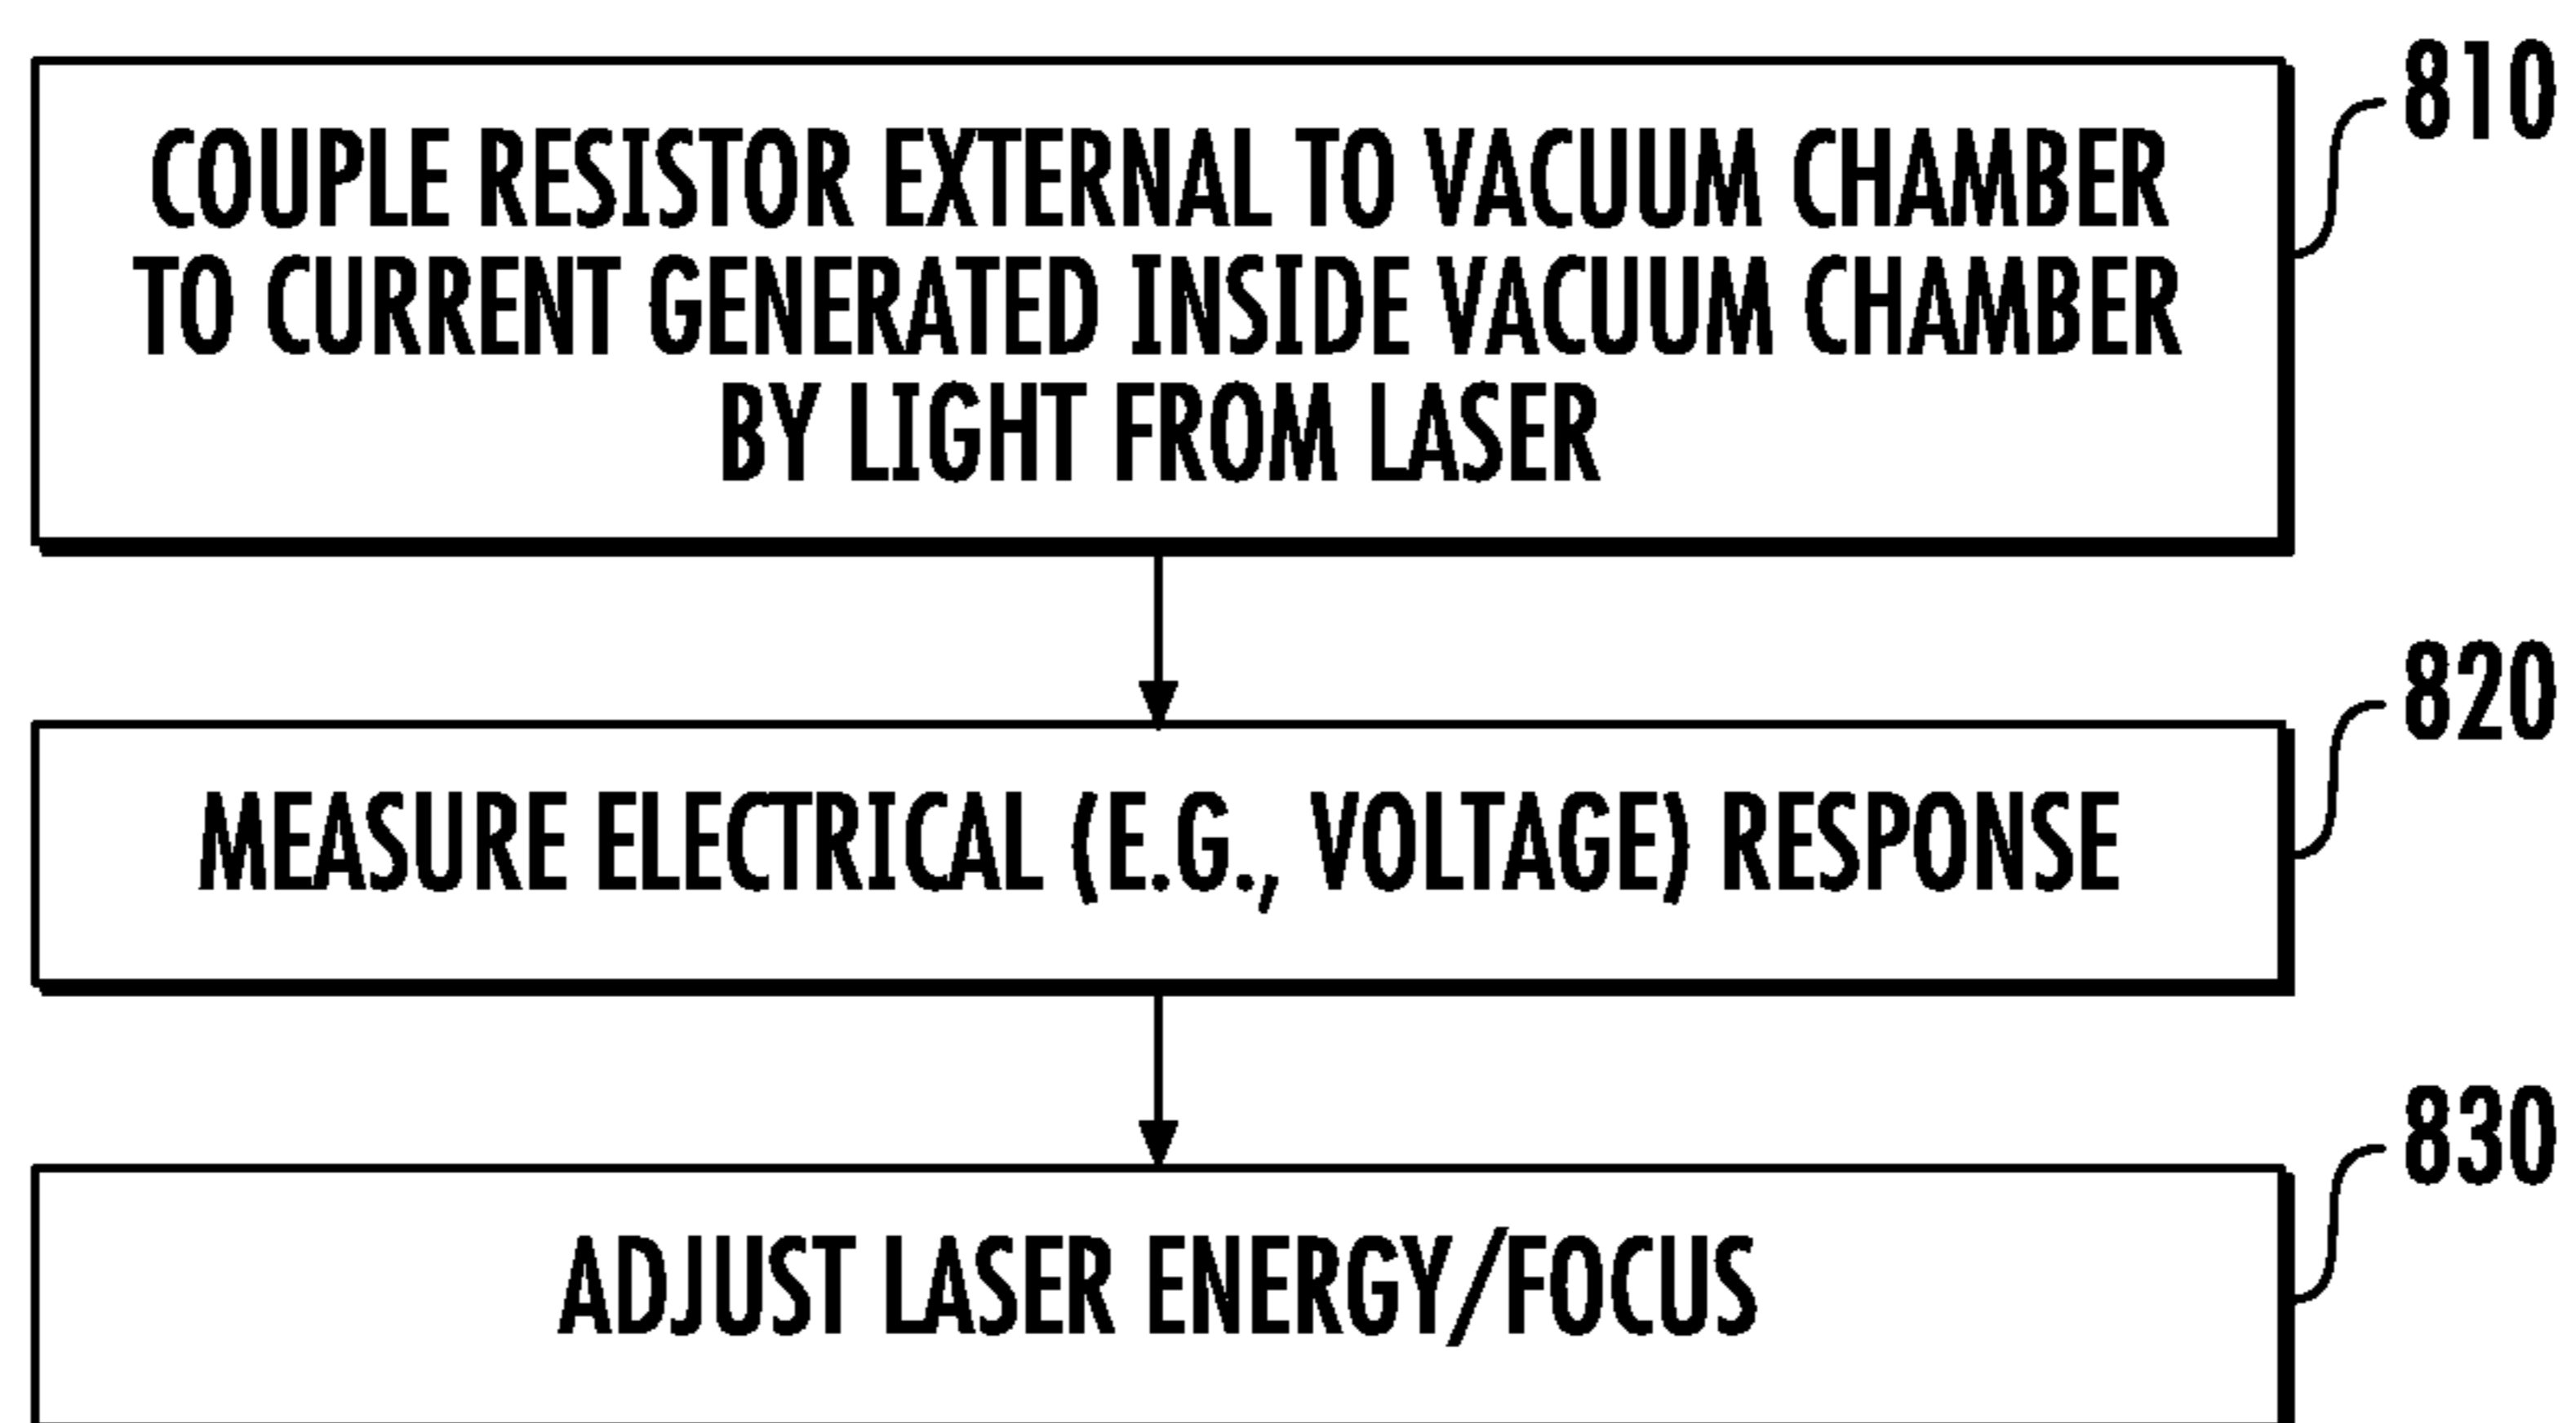 810
COUPLE RESISTOR EXTERNAL TO VACUUM CHAMBER
TO CURRENT GENERATED INSIDE VACUUM CHAMBER
BY LIGHT FROM LASER
820
MEASURE ELECTRICAL (E.G., VOLTAGE) RESPONSE
830
ADJUST LASER ENERGY/FOCUS